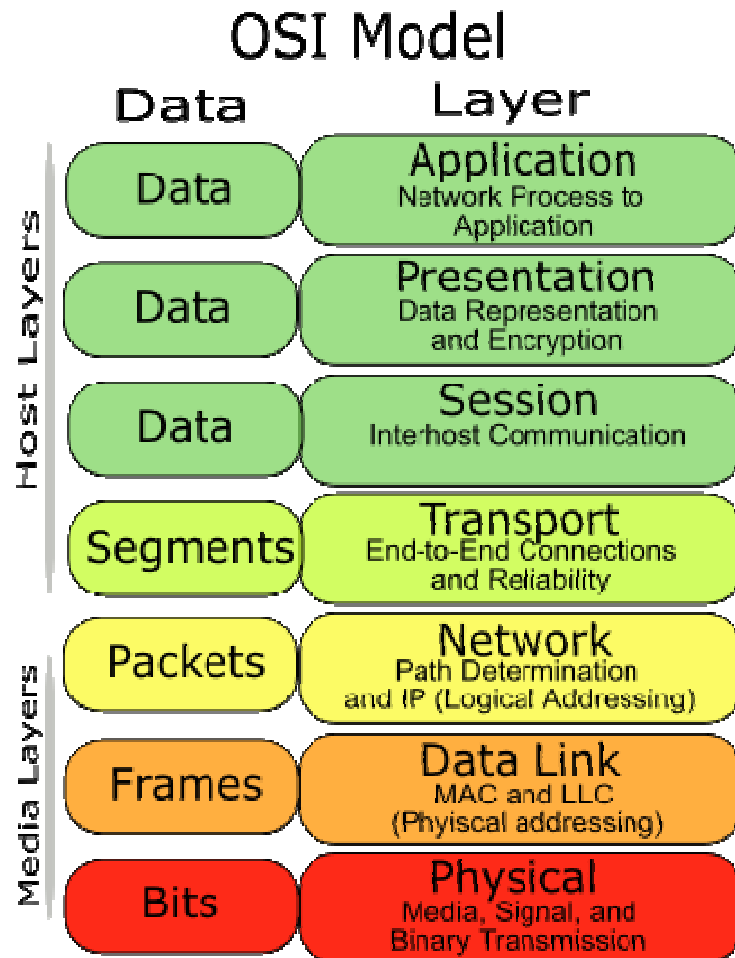 OSI Model
Data
Layer
Host Layers
Data
Application
Network Process to
Application
Data
Presentation
Data Representation
and Encryption
Data
Session
Interhost Communication
Segments
Transport
End-to-End Connections
and Reliability
Media Layers
Packets
Network
Path Determination
and IP (Logical Addressing)
Frames
Data Link
MAC and LLC
(Phyiscal addressing)
Bits
Physical
Media, Signal, and
Binary Transmission